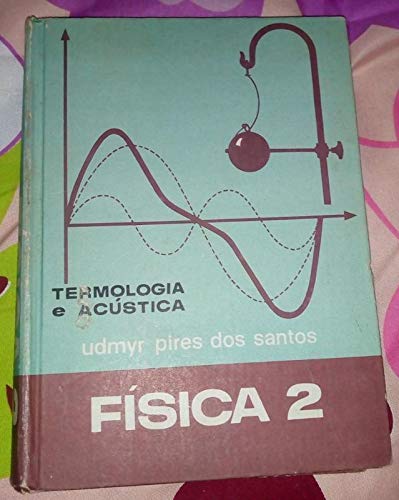 TERMOLOGIA
e ACÚSTICA
udmyr pires dos santos
FÍSICA 2